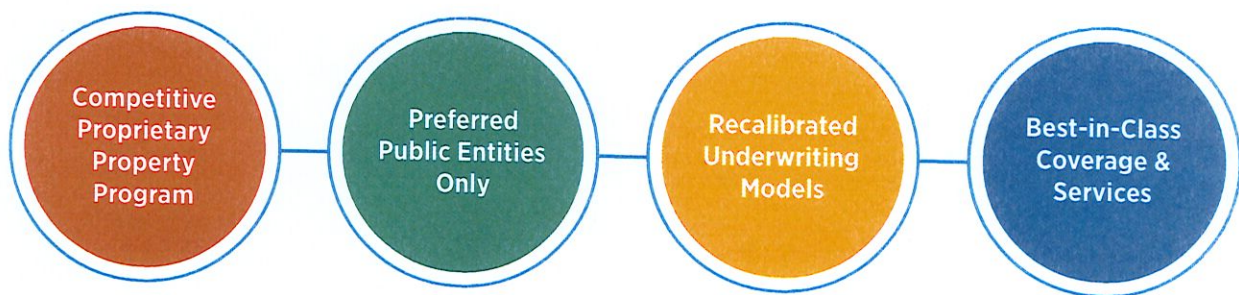 Competitive
Proprietary
Property
Program
Preferred
Public Entities
Only
Recalibrated
Underwriting
Models
Best-in-Class
Coverage &
Services